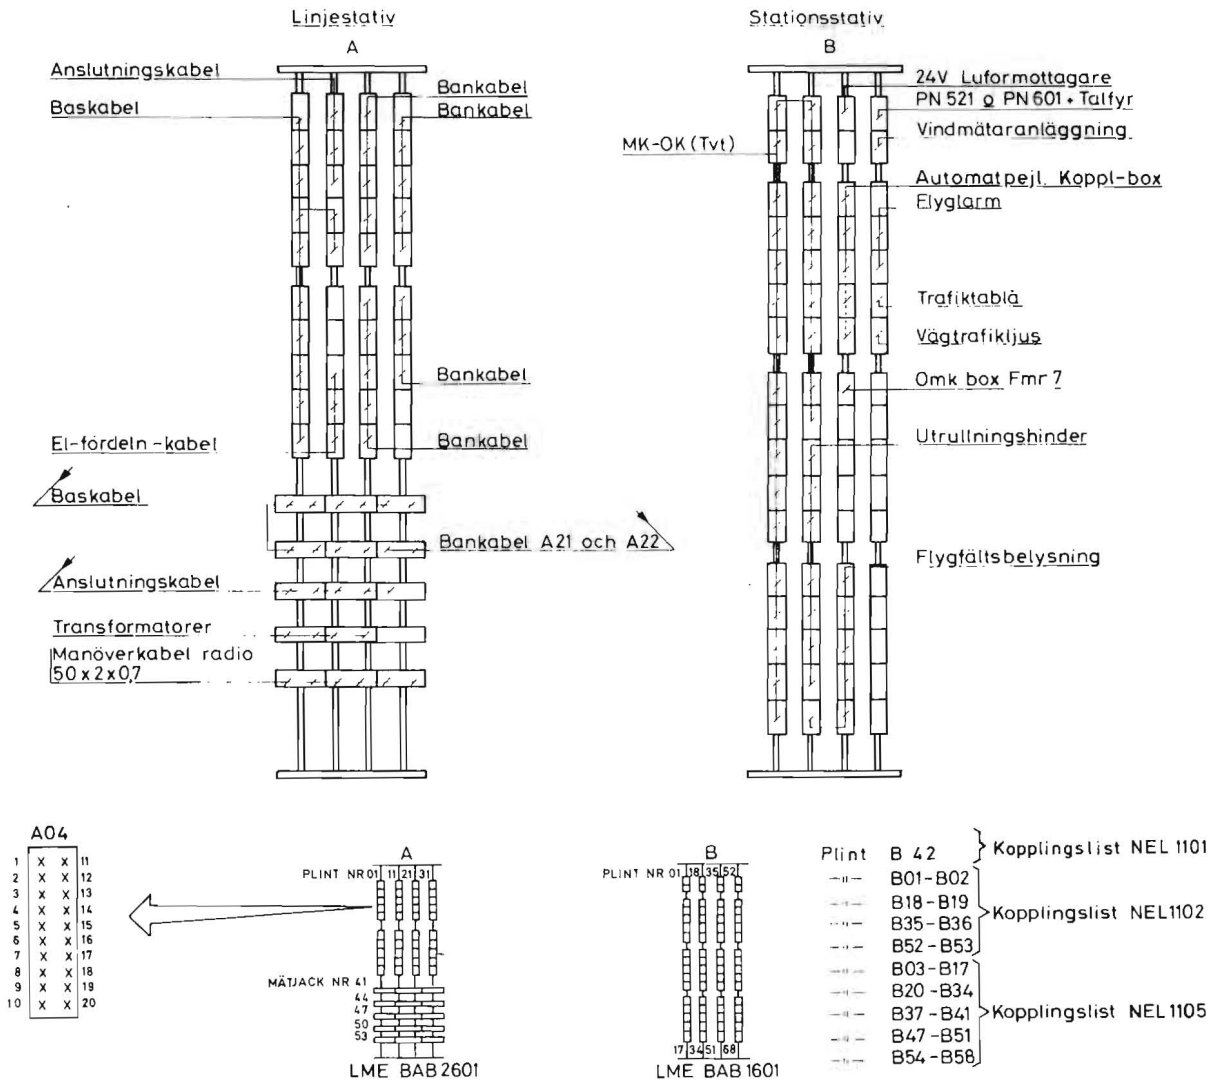 Linjestativ
A
Anslutningskabel
Baskabel
Bankabel
Bankabel
Bankabel
El-fördeln-kabel
Bankabel
Baskabel
Bankabel A21 och A22
Anslutningskabel
Transformatorer
Manöverkabel radio
50x2x0,7
Stationsstativ
B
24V Luformottagare
PN 521 o PN 601 + Talfyr
Vindmätaranläggning
MK-OK (Tvt)
Automatpejl. Koppl-box
Flyglarm
Trafiktablå
Vägtrafikljus
Omk box Fmr 7
Utrullningshinder
Flygfältsbelysning
A04
1 x x 11
2 x x 12
3 x x 13
4 x x 14
5 x x 15
6 x x 16
7 x x 17
8 x x 18
9 x x 19
10 x x 20
A
PLINT NR 01 11 21 31
MÄTJACK NR 41
44
47
50
53
LME BAB 2601
B
PLINT NR 01 18 35 52
17 34 51 68
LME BAB 1601
Plint B 42 } Kopplingslist NEL 1101
—"— B01-B02
—"— B18-B19
—"— B35-B36
—"— B52-B53
} Kopplingslist NEL1102
—"— B03-B17
—"— B20-B34
—"— B37-B41
—"— B47-B51
—"— B54-B58
} Kopplingslist NEL1105